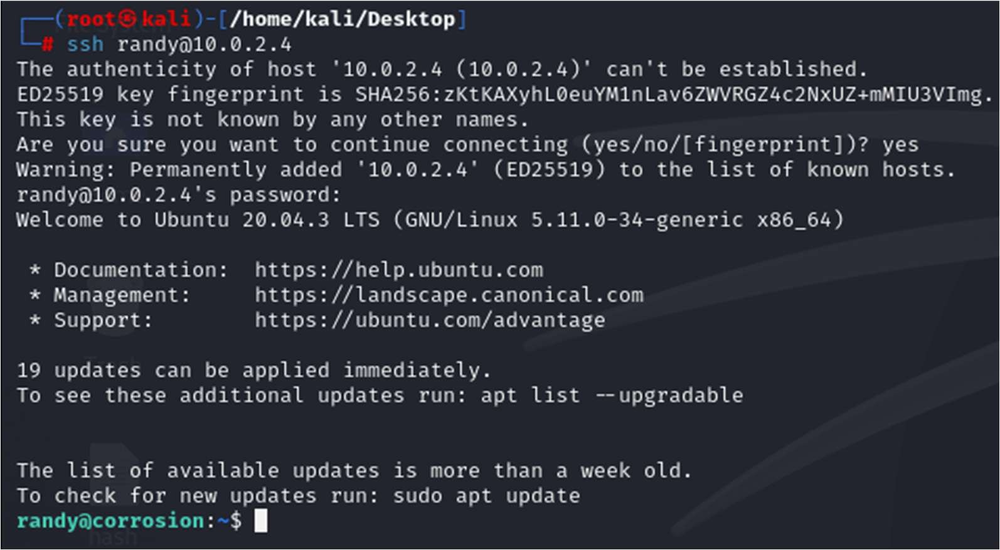 ┌──(root㉿kali)-[/home/kali/Desktop]
└─# ssh randy@10.0.2.4
The authenticity of host '10.0.2.4 (10.0.2.4)' can't be established.
ED25519 key fingerprint is SHA256:zKtKAXyhL0euYM1nLav6ZWVRGZ4c2NxUZ+mMIU3VImg.
This key is not known by any other names.
Are you sure you want to continue connecting (yes/no/[fingerprint])? yes
Warning: Permanently added '10.0.2.4' (ED25519) to the list of known hosts.
randy@10.0.2.4's password:
Welcome to Ubuntu 20.04.3 LTS (GNU/Linux 5.11.0-34-generic x86_64)
* Documentation:  https://help.ubuntu.com
* Management:     https://landscape.canonical.com
* Support:        https://ubuntu.com/advantage
19 updates can be applied immediately.
To see these additional updates run: apt list --upgradable
The list of available updates is more than a week old.
To check for new updates run: sudo apt update
randy@corrosion:~$
hash